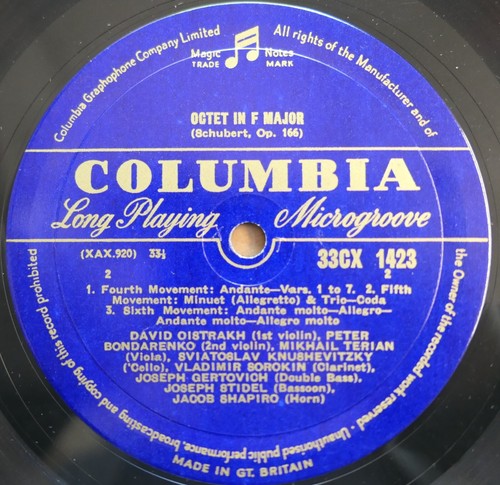 Columbia Graphophone Company Limited
All rights of the Manufacturer and of
Magic Notes
TRADE MARK
OCTET IN F MAJOR
(Schubert, Op. 166)
COLUMBIA
Long Playing Microgroove
(XAX.920) 33⅓
33CX 1423
2
2
1. Fourth Movement: Andante—Vars. 1 to 7. 2. Fifth
Movement: Minuet (Allegretto) & Trio—Coda
3. Sixth Movement: Andante molto—Allegro—
Andante molto—Allegro molto
DAVID OISTRAKH (1st violin), PETER
BONDARENKO (2nd violin), MIKHAIL TERIAN
(Viola), SVIATOSLAV KNUSHEVITZKY
('Cello), VLADIMIR SOROKIN (Clarinet),
JOSEPH GERTOVICH (Double Bass),
JOSEPH STIDEL (Bassoon),
JACOB SHAPIRO (Horn)
the Owner of the recorded work reserved · Unauthorised public performance, broadcasting and copying of this record prohibited
MADE IN GT. BRITAIN